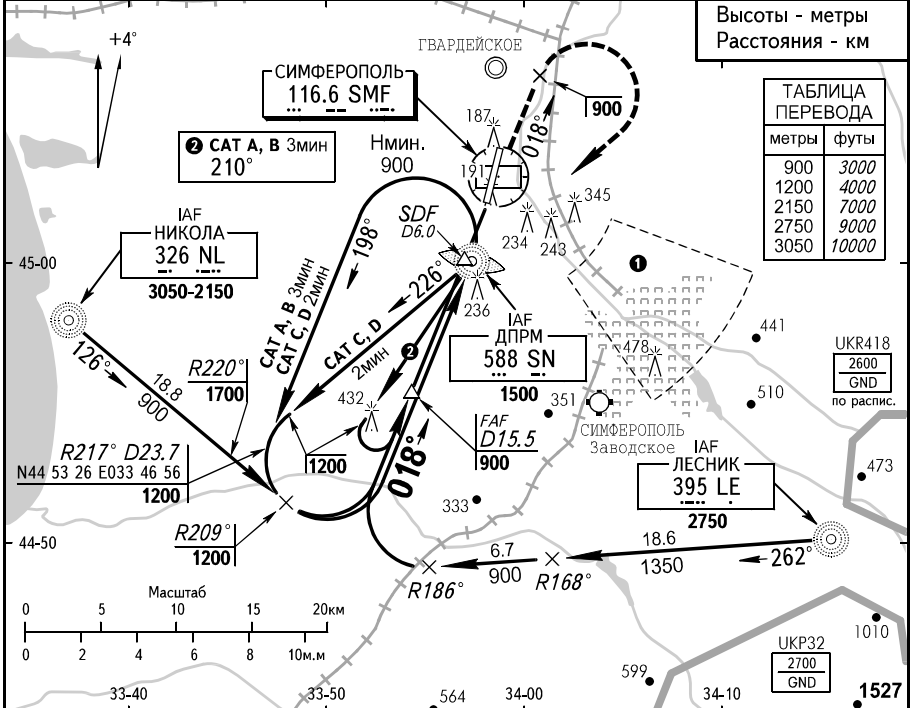 Высоты - метры
Расстояния - км
+4°
ГВАРДЕЙСКОЕ
СИМФЕРОПОЛЬ
116.6 SMF
900
018°
ТАБЛИЦА
ПЕРЕВОДА
метры футы
900 3000
1200 4000
2150 7000
2750 9000
3050 10000
187
191
2 CAT A, B 3мин
210°
Нмин.
900
198°
SDF
D6.0
345
234
243
IAF
НИКОЛА
326 NL
3050-2150
45-00
1
226°
236
CAT A, B 3мин
CAT C, D 2мин
CAT C, D
2мин
2
IAF
ДПРМ
588 SN
1500
441
478
UKR418
2600
GND
по распис.
126°
18.8
900
R220°
1700
432
351
510
FAF
D15.5
900
СИМФЕРОПОЛЬ
Заводское
R217° D23.7
N44 53 26 E033 46 56
1200
1200
018°
IAF
ЛЕСНИК
395 LE
2750
473
333
R209°
1200
44-50
6.7
900
18.6
1350
262°
R186°
R168°
Масштаб
0 5 10 15 20км
0 2 4 6 8 10м.м
1010
UKP32
2700
GND
599
564
1527
33-40
33-50
34-00
34-10